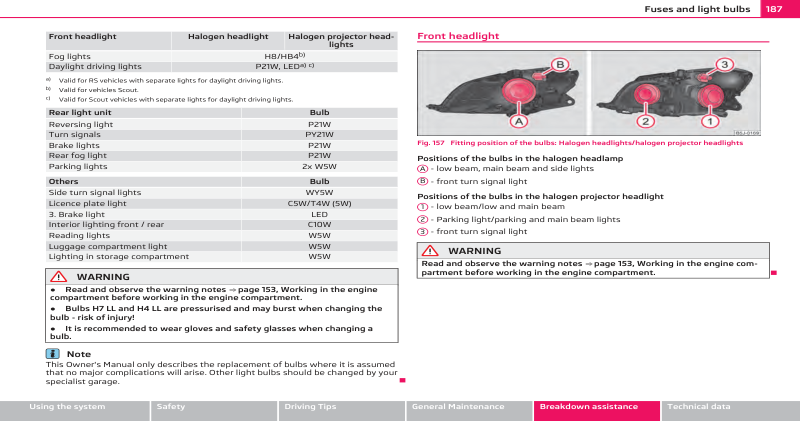 Fuses and light bulbs 187
Front headlight Halogen headlight Halogen projector head-
lights
Fog lights H8/HB4b)
Daylight driving lights P21W, LEDa) c)
a) Valid for RS vehicles with separate lights for daylight driving lights.
b) Valid for vehicles Scout.
c) Valid for Scout vehicles with separate lights for daylight driving lights.
Rear light unit Bulb
Reversing light P21W
Turn signals PY21W
Brake lights P21W
Rear fog light P21W
Parking lights 2x W5W
Others Bulb
Side turn signal lights WY5W
Licence plate light C5W/T4W (5W)
3. Brake light LED
Interior lighting front / rear C10W
Reading lights W5W
Luggage compartment light W5W
Lighting in storage compartment W5W
WARNING
● Read and observe the warning notes ⇒ page 153, Working in the engine
compartment before working in the engine compartment.
● Bulbs H7 LL and H4 LL are pressurised and may burst when changing the
bulb - risk of injury!
● It is recommended to wear gloves and safety glasses when changing a
bulb.
i Note
This Owner's Manual only describes the replacement of bulbs where it is assumed
that no major complications will arise. Other light bulbs should be changed by your
specialist garage.
Front headlight
B 3
A 2 1
B5J-0109
Fig. 157 Fitting position of the bulbs: Halogen headlights/halogen projector headlights
Positions of the bulbs in the halogen headlamp
A - low beam, main beam and side lights
B - front turn signal light
Positions of the bulbs in the halogen projector headlight
1 - low beam/low and main beam
2 - Parking light/parking and main beam lights
3 - front turn signal light
WARNING
Read and observe the warning notes ⇒ page 153, Working in the engine com-
partment before working in the engine compartment.
Using the system Safety Driving Tips General Maintenance Breakdown assistance Technical data